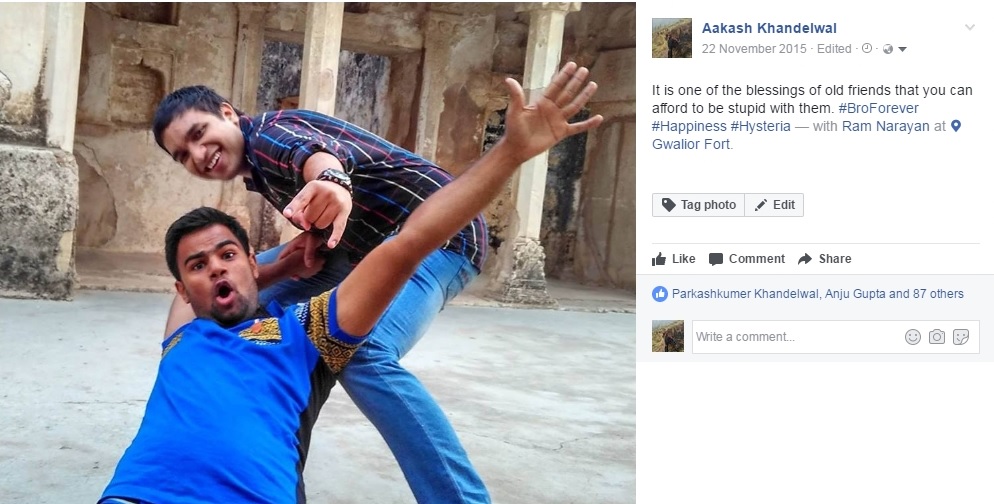 Aakash Khandelwal
22 November 2015 · Edited ·
It is one of the blessings of old friends that you can
afford to be stupid with them. #BroForever
#Happiness #Hysteria — with Ram Narayan at
Gwalior Fort.
Tag photo Edit
Like Comment Share
Parkashkumer Khandelwal, Anju Gupta and 87 others
Write a comment...